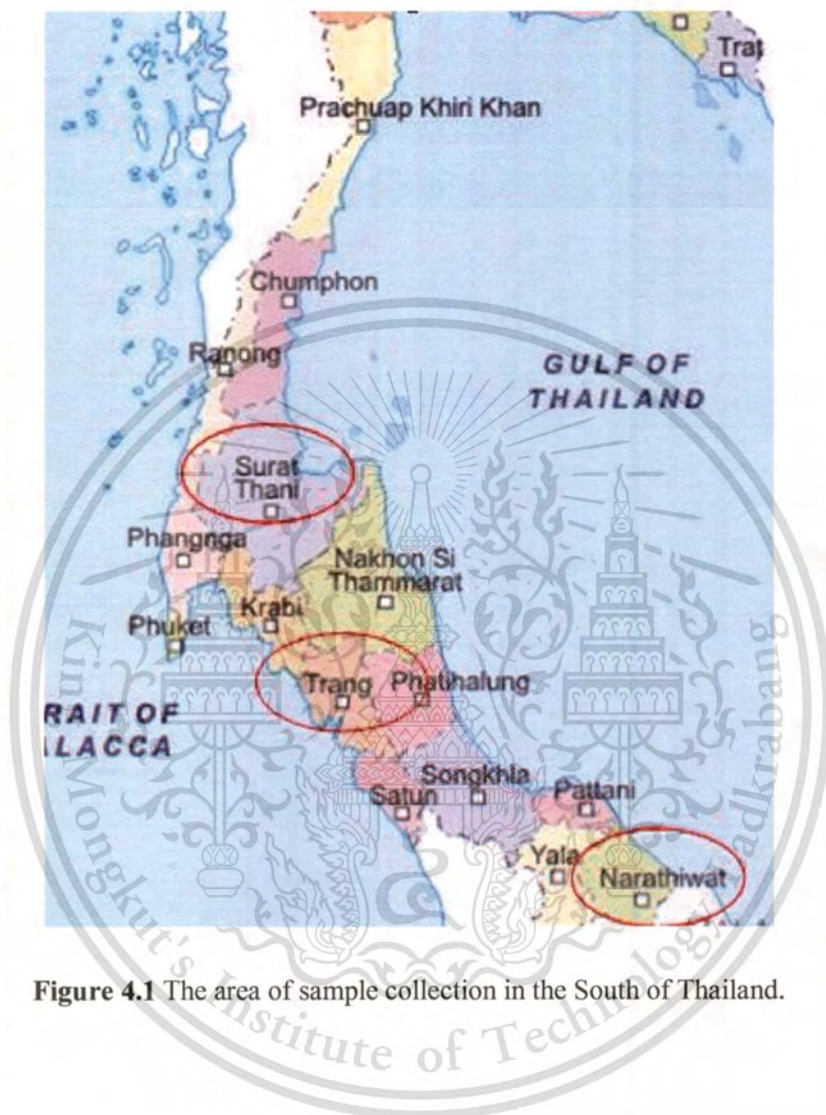 Trat
Prachuap Khiri Khan
Chumphon
Ranong
GULF OF
THAILAND
Surat
Thani
Phangnga
Nakhon Si
Thammarat
Krabi
Phuket
Trang
Phatthalung
RAIT OF
LACCA
Songkhla
Satun
Pattani
Yala
Narathiwat
King Mongkut's Institute of Technology Ladkrabang
Figure 4.1 The area of sample collection in the South of Thailand.